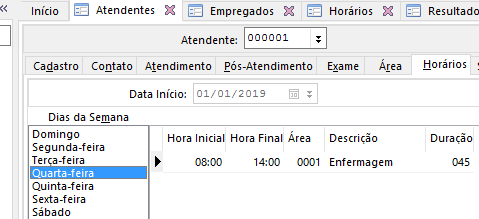 Início Atendentes Empregados Horários Resultado
Atendente: 000001
Cadastro Contato Atendimento Pós-Atendimento Exame Área Horários S
Data Início: 01/01/2019
Dias da Semana
Hora Inicial Hora Final Área Descrição Duração
Domingo
Segunda-feira
08:00 14:00 0001 Enfermagem 045
Terça-feira
Quarta-feira
Quinta-feira
Sexta-feira
Sábado